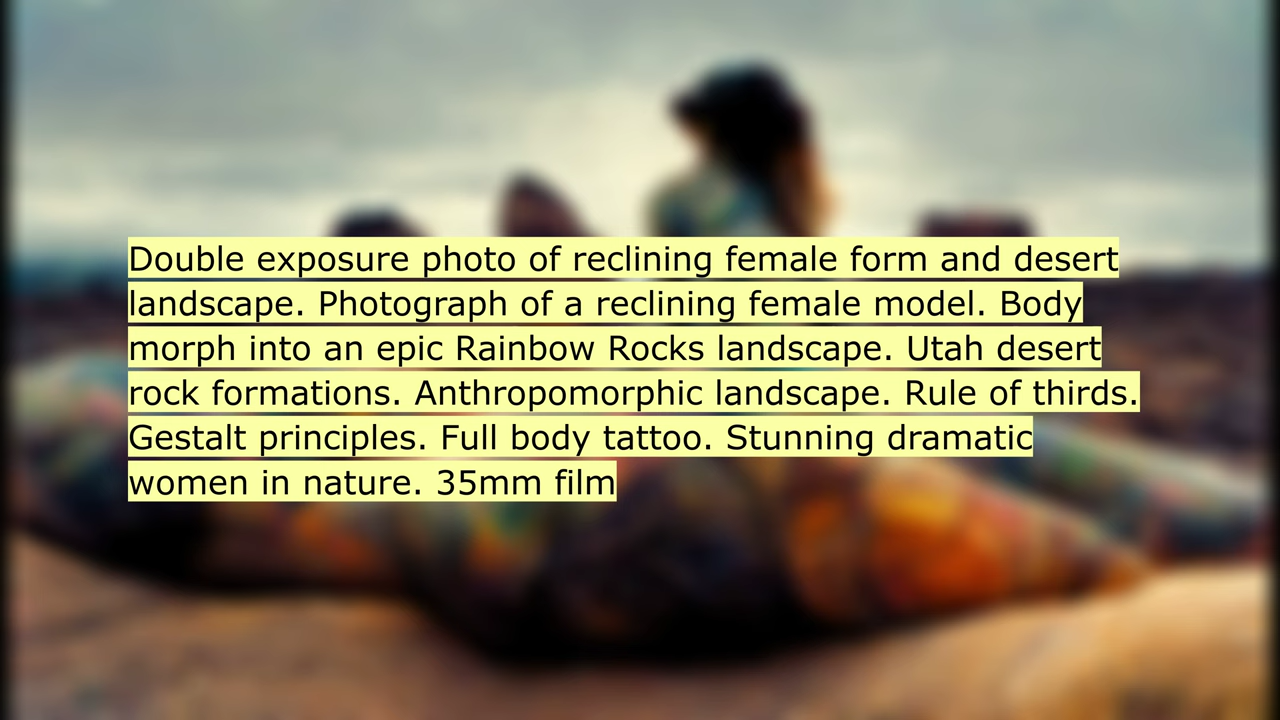 Double exposure photo of reclining female form and desert
landscape. Photograph of a reclining female model. Body
morph into an epic Rainbow Rocks landscape. Utah desert
rock formations. Anthropomorphic landscape. Rule of thirds.
Gestalt principles. Full body tattoo. Stunning dramatic
women in nature. 35mm film